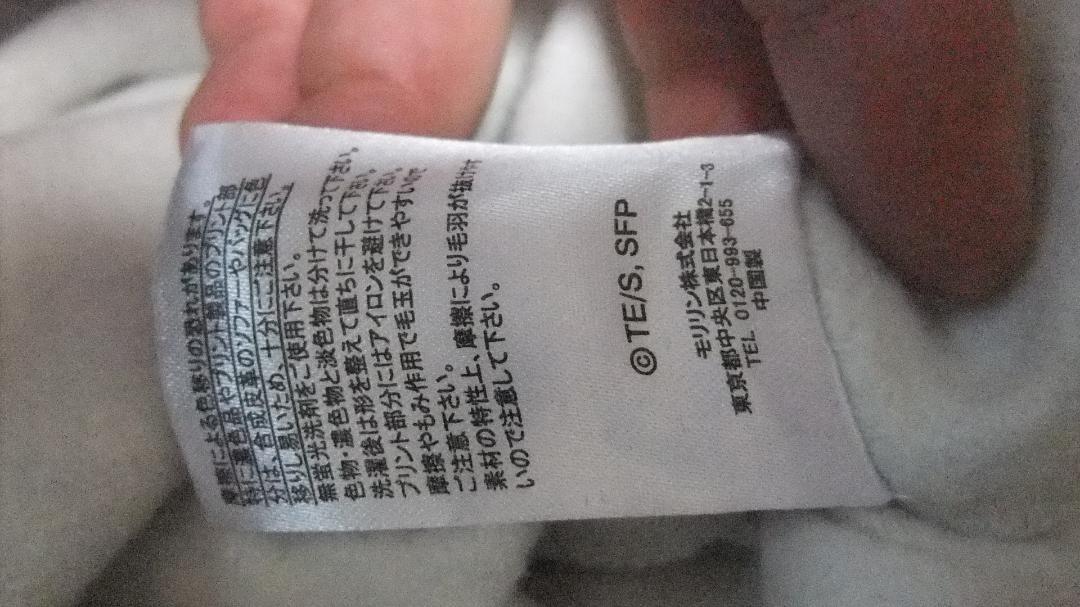 摩擦による色移りの恐れがあります。
特に濃色品やプリント製品のプリント部
分は、合成皮革のソファーやバッグに色
移りし易いため、十分にご注意下さい。
無蛍光洗剤をご使用下さい。
色物・濃色物と淡色物は分けて洗って下さい。
洗濯後は形を整えて直ちに干して下さい。
プリント部分にはアイロンを避けて下さい。
摩擦やもみ作用で毛玉ができやすいので
ご注意下さい。
素材の特性上、摩擦により毛羽が抜けやす
いので注意して下さい。
©TE/S, SFP
モリリン株式会社
東京都中央区東日本橋2-1-3
TEL 0120-993-655
中国製